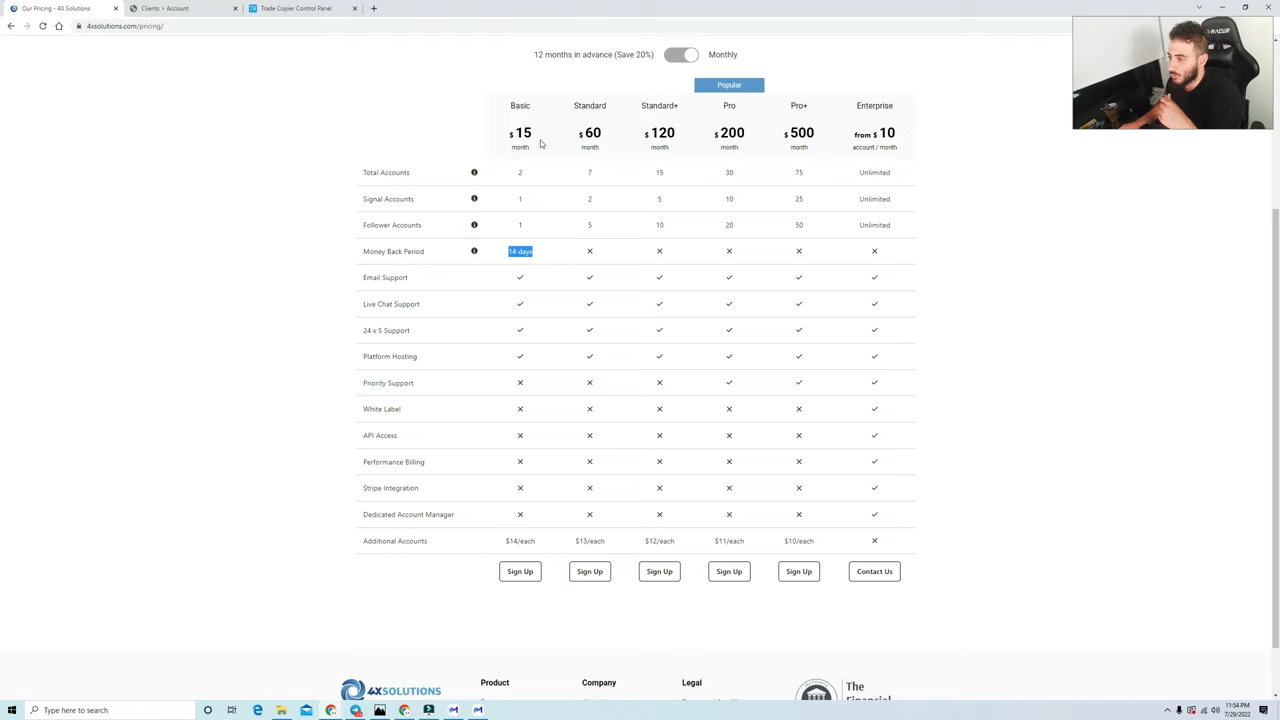 Our Pricing - 4X Solutions
Clients > Account
Trade Copier Control Panel
4xsolutions.com/pricing/
12 months in advance (Save 20%) Monthly
Popular
Basic Standard Standard+ Pro Pro+ Enterprise
$ 15 $ 60 $ 120 $ 200 $ 500 from $ 10
month month month month month account / month
Total Accounts 2 7 15 30 75 Unlimited
Signal Accounts 1 2 5 10 25 Unlimited
Follower Accounts 1 5 10 20 50 Unlimited
Money Back Period 14 days
Email Support
Live Chat Support
24 x 5 Support
Platform Hosting
Priority Support
White Label
API Access
Performance Billing
Stripe Integration
Dedicated Account Manager
Additional Accounts $14/each $13/each $12/each $11/each $10/each
Sign Up Sign Up Sign Up Sign Up Sign Up Contact Us
4XSOLUTIONS
Product Company Legal
The
Financial
Type here to search
11:54 PM
7/29/2022